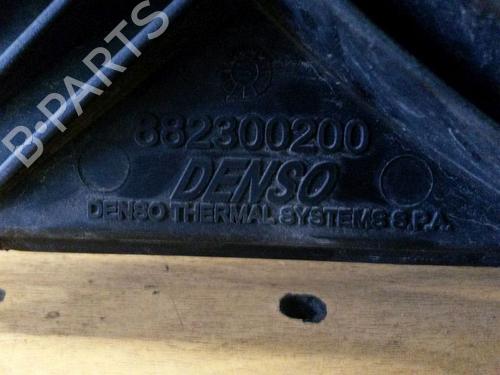 B-PARTS
882300200
DENSO
DENSO THERMAL SYSTEMS S.P.A.